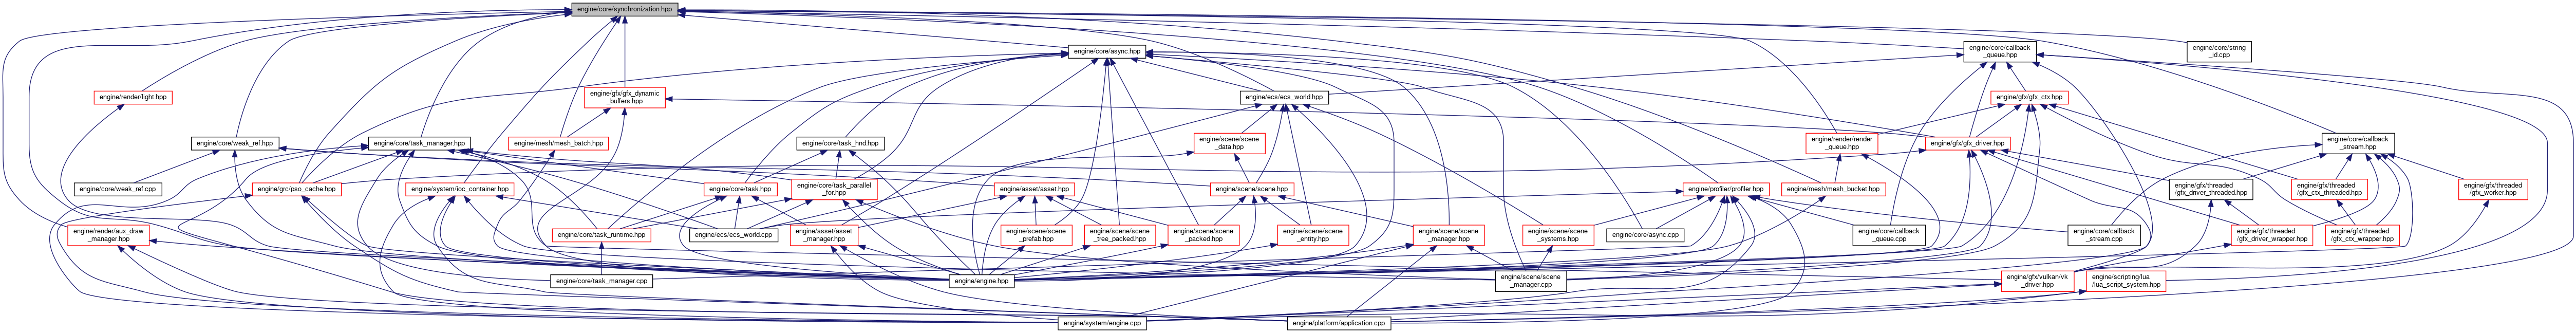 engine/core/synchronization.hpp
engine/core/async.hpp
engine/core/callback
_queue.hpp
engine/core/string
_id.cpp
engine/render/light.hpp
engine/gfx/gfx_dynamic
_buffers.hpp
engine/ecs/ecs_world.hpp
engine/gfx/gfx_ctx.hpp
engine/core/weak_ref.hpp
engine/core/task_manager.hpp
engine/mesh/mesh_batch.hpp
engine/core/task_hnd.hpp
engine/scene/scene
_data.hpp
engine/render/render
_queue.hpp
engine/gfx/gfx_driver.hpp
engine/core/callback
_stream.hpp
engine/core/weak_ref.cpp
engine/grc/pso_cache.hpp
engine/system/ioc_container.hpp
engine/core/task.hpp
engine/core/task_parallel
_for.hpp
engine/asset/asset.hpp
engine/scene/scene.hpp
engine/profiler/profiler.hpp
engine/mesh/mesh_bucket.hpp
engine/gfx/threaded
/gfx_driver_threaded.hpp
engine/gfx/threaded
/gfx_ctx_threaded.hpp
engine/gfx/threaded
/gfx_worker.hpp
engine/render/aux_draw
_manager.hpp
engine/core/task_runtime.hpp
engine/ecs/ecs_world.cpp
engine/asset/asset
_manager.hpp
engine/scene/scene
_prefab.hpp
engine/scene/scene
_tree_packed.hpp
engine/scene/scene
_packed.hpp
engine/scene/scene
_entity.hpp
engine/scene/scene
_manager.hpp
engine/scene/scene
_systems.hpp
engine/core/async.cpp
engine/core/callback
_queue.cpp
engine/core/callback
_stream.cpp
engine/gfx/threaded
/gfx_driver_wrapper.hpp
engine/gfx/threaded
/gfx_ctx_wrapper.hpp
engine/core/task_manager.cpp
engine/engine.hpp
engine/scene/scene
_manager.cpp
engine/gfx/vulkan/vk
_driver.hpp
engine/scripting/lua
/lua_script_system.hpp
engine/system/engine.cpp
engine/platform/application.cpp